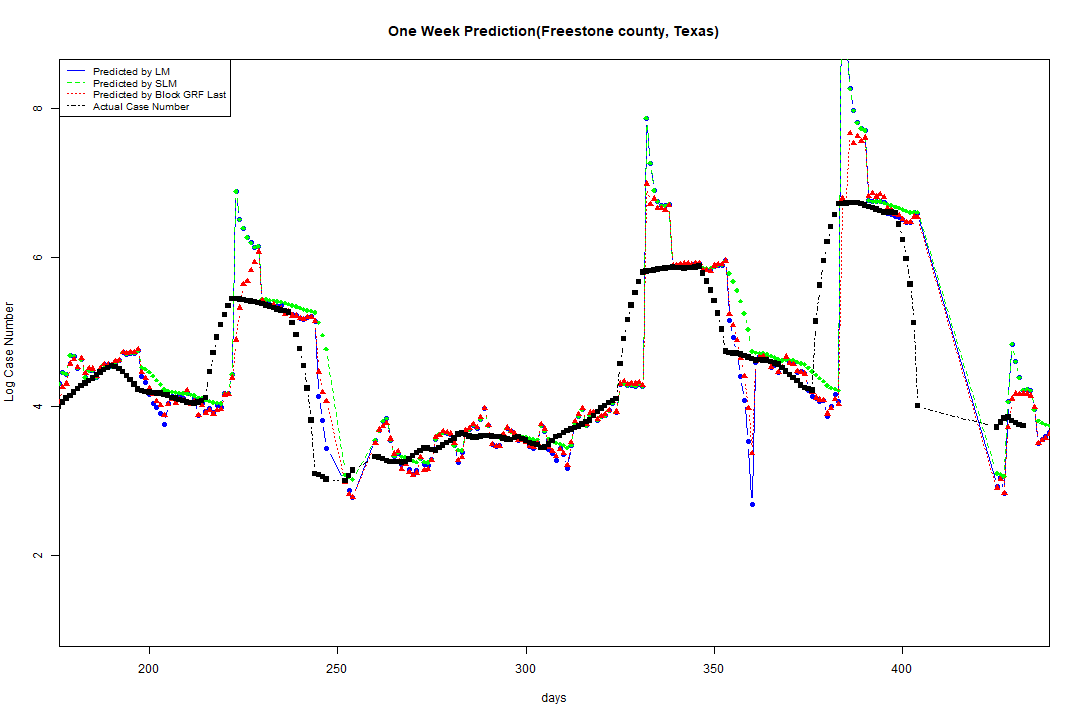 One Week Prediction(Freestone county, Texas)
Predicted by LM
Predicted by SLM
Predicted by Block GRF Last
Actual Case Number
8
6
4
2
Log Case Number
200 250 300 350 400
days